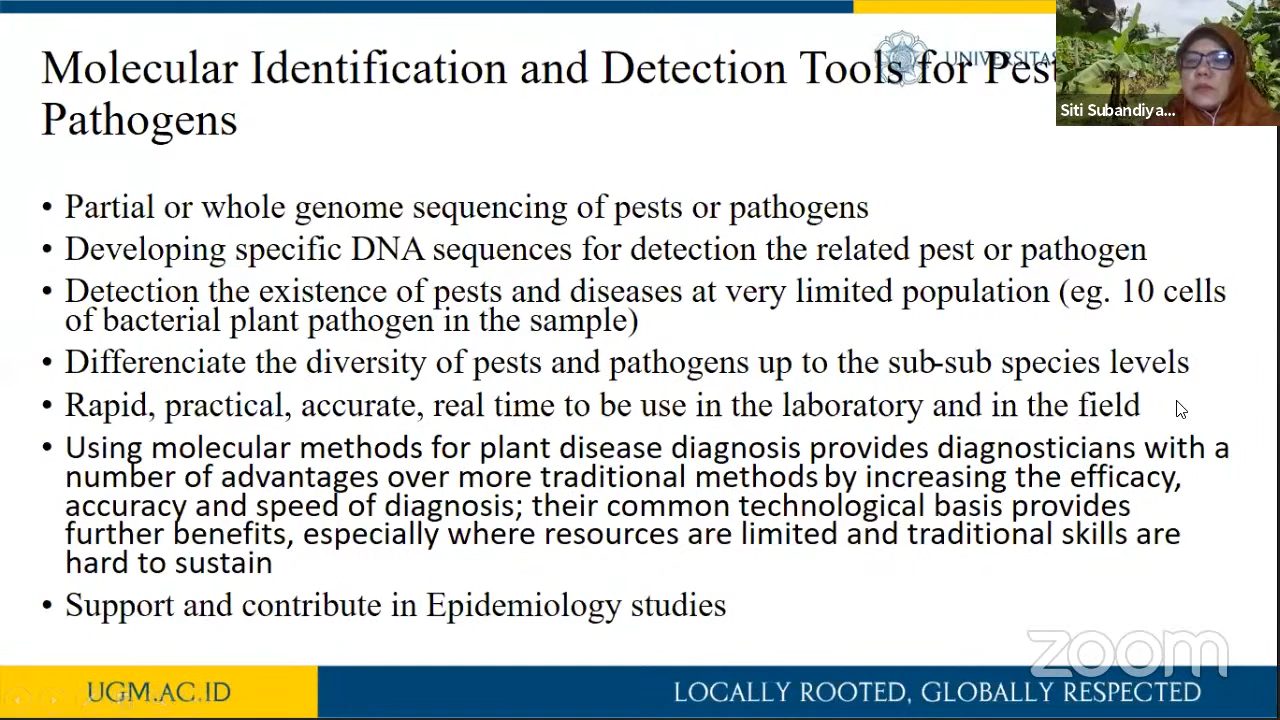 Molecular Identification and Detection Tools for Pest
Pathogens
UNIVERSITAS
Siti Subandiya...
• Partial or whole genome sequencing of pests or pathogens
• Developing specific DNA sequences for detection the related pest or pathogen
• Detection the existence of pests and diseases at very limited population (eg. 10 cells
of bacterial plant pathogen in the sample)
• Differenciate the diversity of pests and pathogens up to the sub-sub species levels
• Rapid, practical, accurate, real time to be use in the laboratory and in the field
• Using molecular methods for plant disease diagnosis provides diagnosticians with a
number of advantages over more traditional methods by increasing the efficacy,
accuracy and speed of diagnosis; their common technological basis provides
further benefits, especially where resources are limited and traditional skills are
hard to sustain
• Support and contribute in Epidemiology studies
zoom
UGM.AC.ID
LOCALLY ROOTED, GLOBALLY RESPECTED